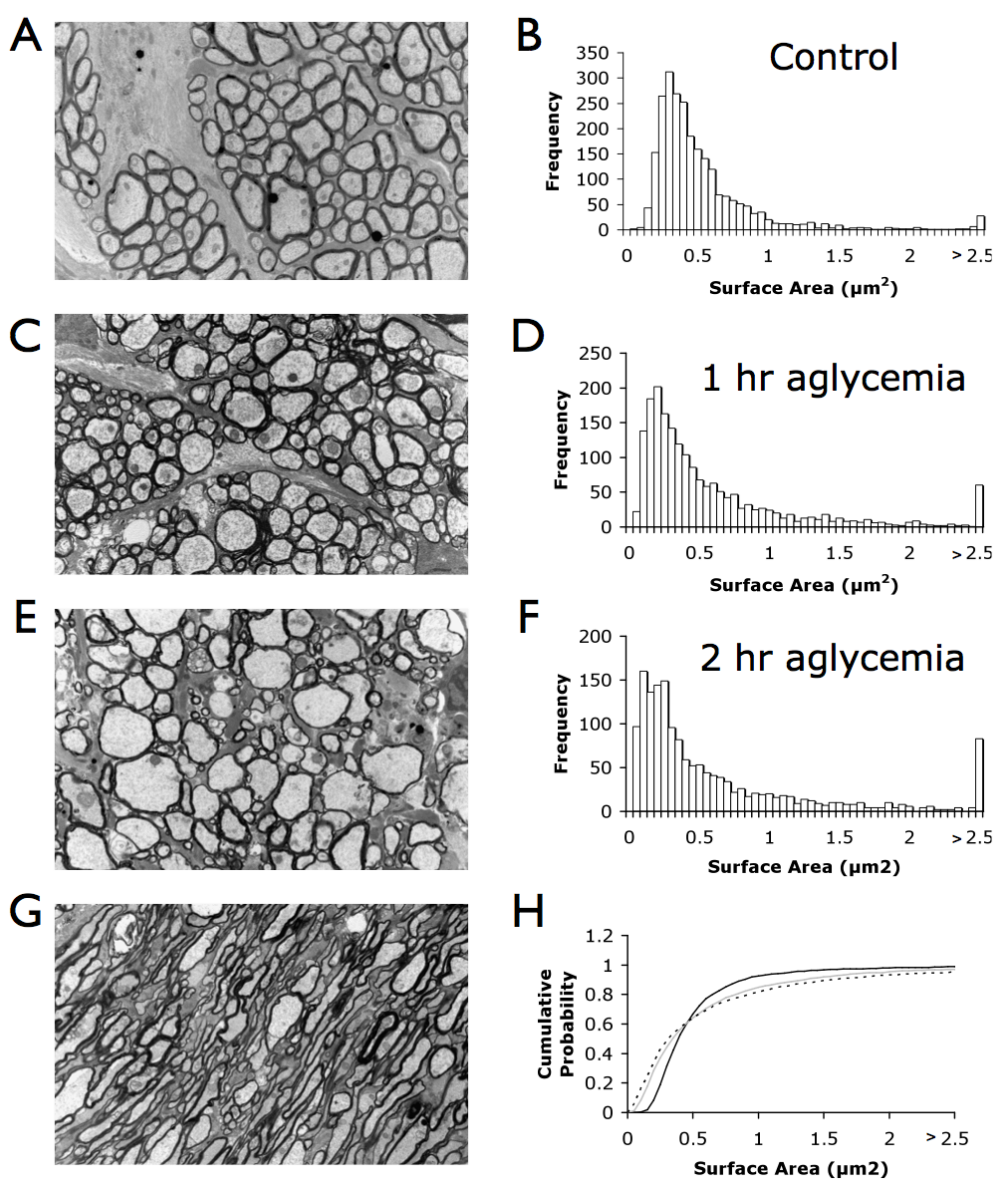 A
B
Control
350
300
250
200
150
100
50
0
Frequency
0 0.5 1 1.5 2 > 2.5
Surface Area (µm²)
C
D
1 hr aglycemia
250
200
150
100
50
0
Frequency
0 0.5 1 1.5 2 > 2.5
Surface Area (µm²)
E
F
2 hr aglycemia
200
150
100
50
0
Frequency
0 0.5 1 1.5 2 >2.5
Surface Area (µm2)
G
H
1.2
1
0.8
0.6
0.4
0.2
0
Cumulative
Probability
0 0.5 1 1.5 2 > 2.5
Surface Area (µm2)